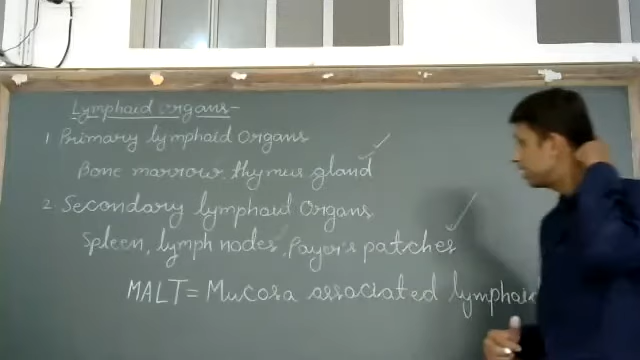 Lymphoid organs-
1. Primary lymphoid Organs
Bone marrow, thymus gland
2. Secondary lymphoid Organs
Spleen, lymph nodes, Payer's patches
MALT = Mucosa associated lymphoid